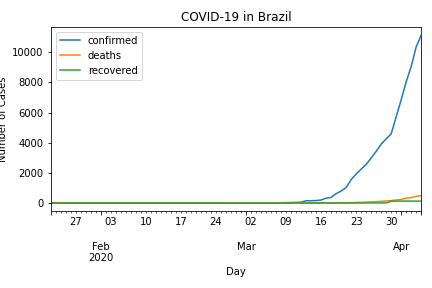 COVID-19 in Brazil
confirmed
deaths
recovered
Number of Cases
10000
8000
6000
4000
2000
0
27 03 10 17 24 02 09 16 23 30
Feb Mar Apr
2020
Day